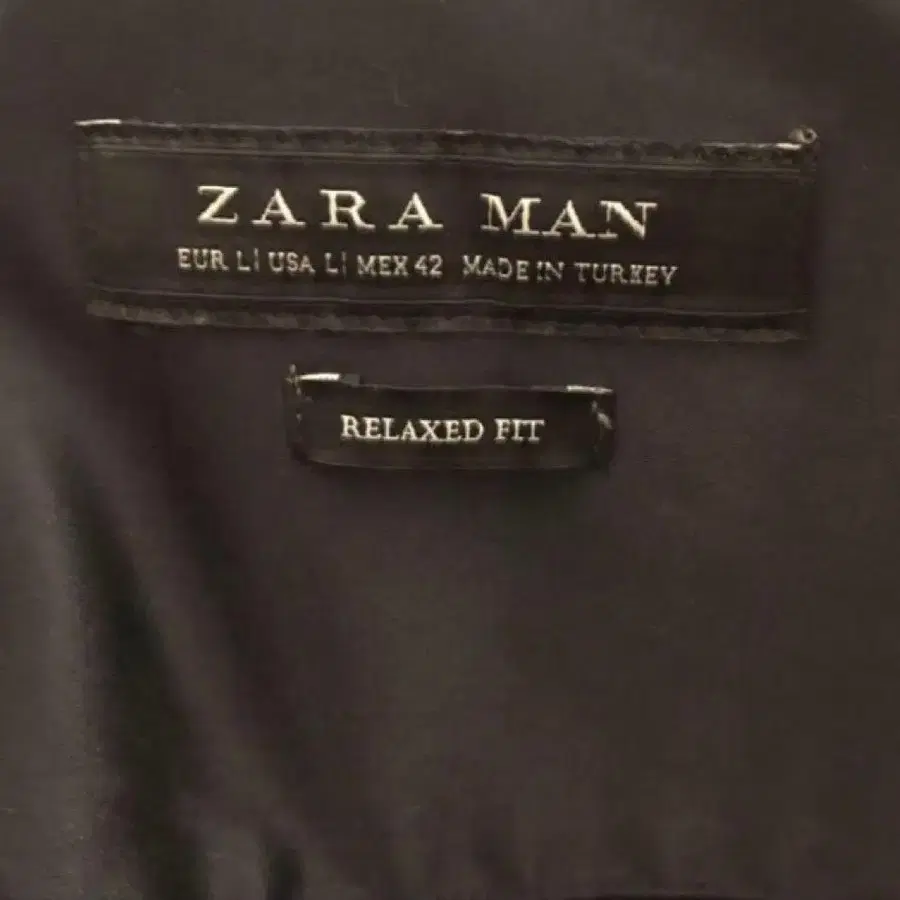 ZARA MAN
EUR L| USA L| MEX 42 MADE IN TURKEY
RELAXED FIT